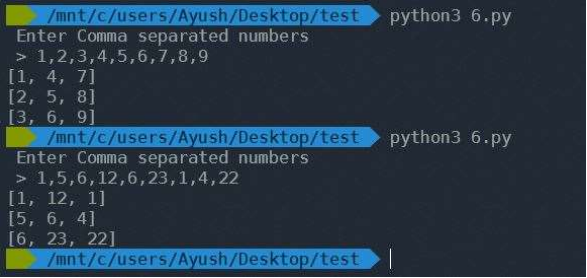 /mnt/c/users/Ayush/Desktop/test python3 6.py
Enter Comma separated numbers
> 1,2,3,4,5,6,7,8,9
[1, 4, 7]
[2, 5, 8]
[3, 6, 9]
/mnt/c/users/Ayush/Desktop/test python3 6.py
Enter Comma separated numbers
> 1,5,6,12,6,23,1,4,22
[1, 12, 1]
[5, 6, 4]
[6, 23, 22]
/mnt/c/users/Ayush/Desktop/test